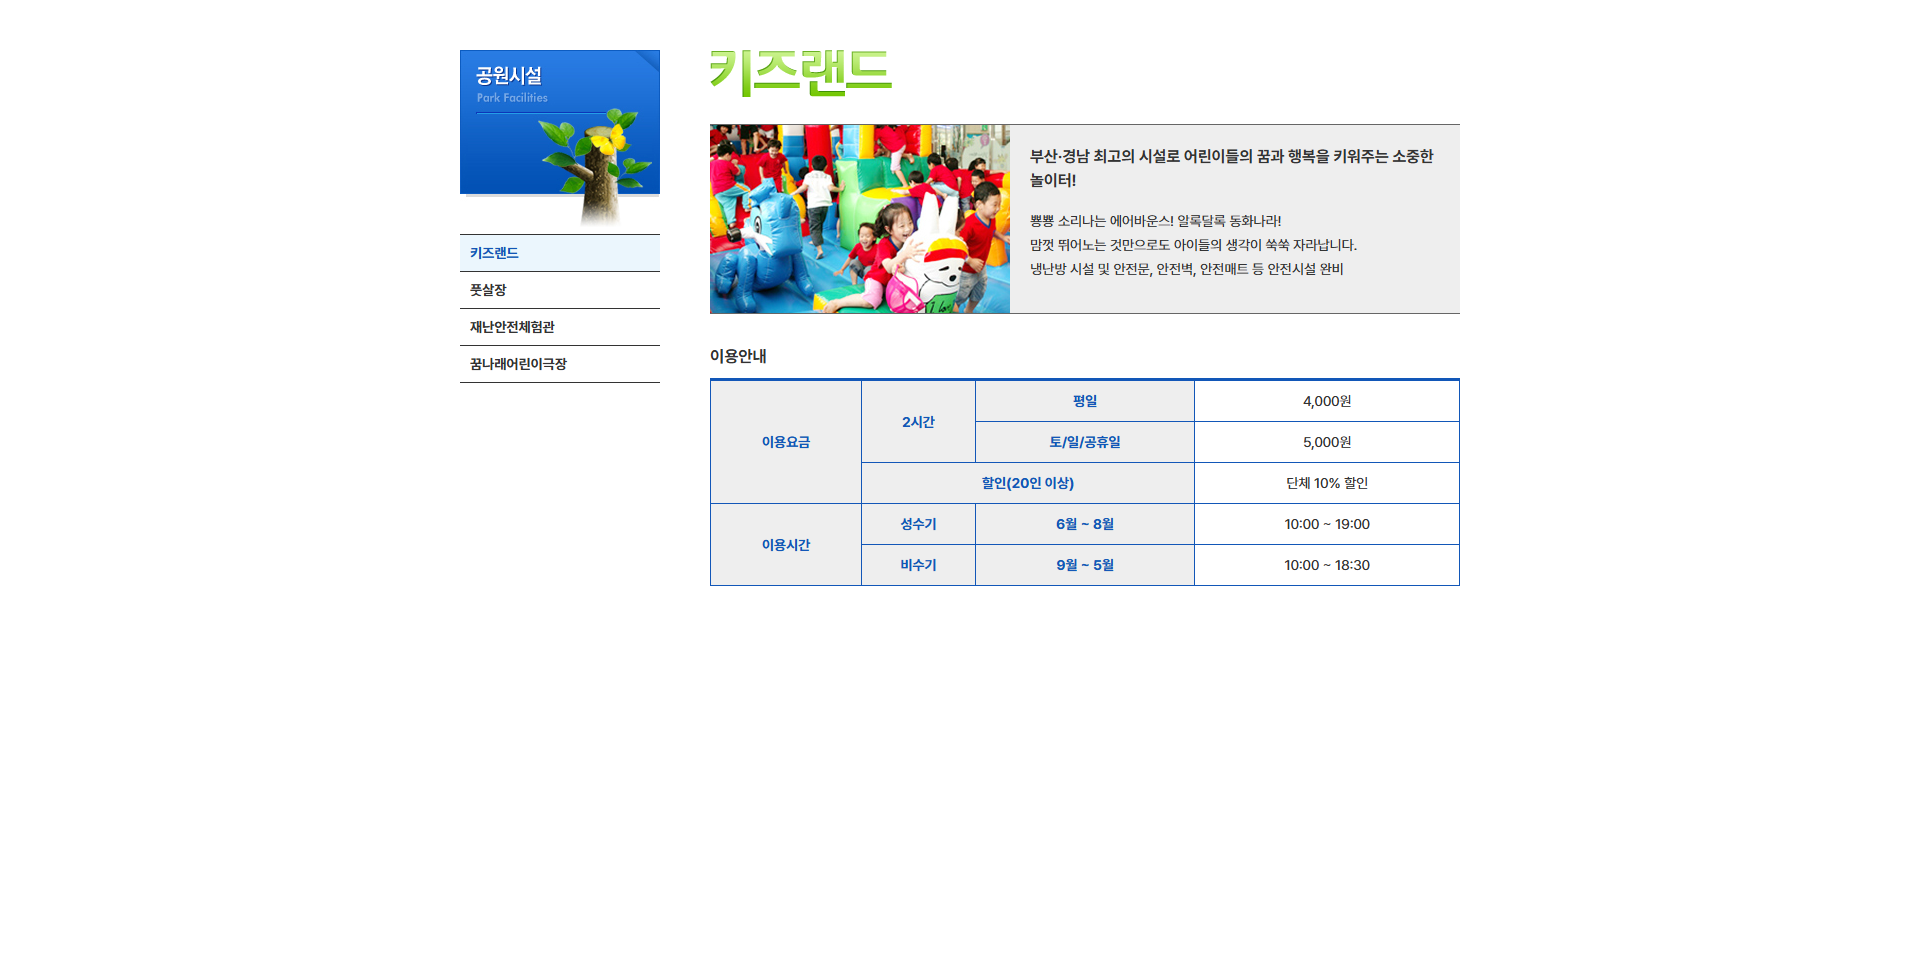 공원시설
Park Facilities
키즈랜드
풋살장
재난안전체험관
꿈나래어린이극장
키즈랜드
부산·경남 최고의 시설로 어린이들의 꿈과 행복을 키워주는 소중한
놀이터!
뿅뿅 소리나는 에어바운스! 알록달록 동화나라!
맘껏 뛰어노는 것만으로도 아이들의 생각이 쑥쑥 자라납니다.
냉난방 시설 및 안전문, 안전벽, 안전매트 등 안전시설 완비
이용안내
이용요금 2시간 평일 4,000원
토/일/공휴일 5,000원
할인(20인 이상) 단체 10% 할인
이용시간 성수기 6월 ~ 8월 10:00 ~ 19:00
비수기 9월 ~ 5월 10:00 ~ 18:30